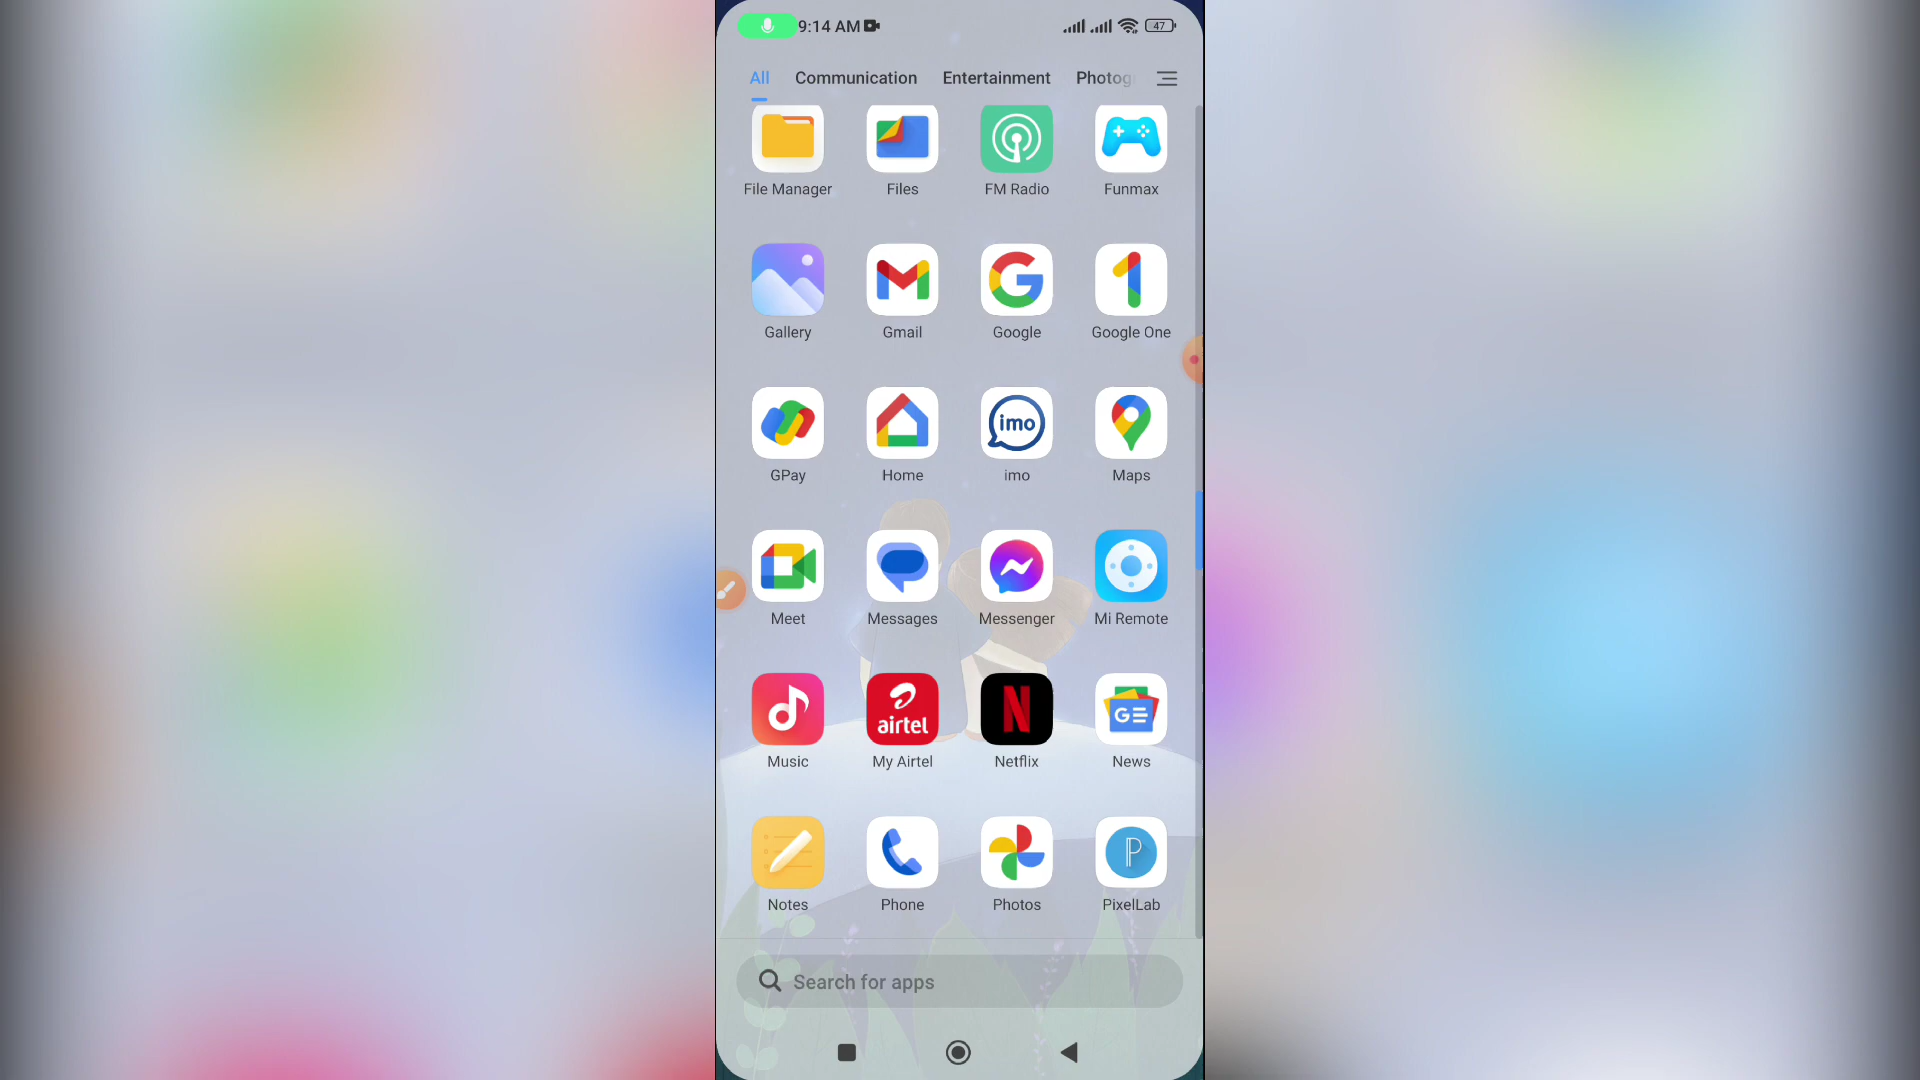 9:14 AM 47
All Communication Entertainment Photog
File Manager Files FM Radio Funmax
Gallery Gmail Google Google One
imo
GPay Home imo Maps
Meet Messages Messenger Mi Remote
airtel N GE
Music My Airtel Netflix News
P
Notes Phone Photos PixelLab
Search for apps